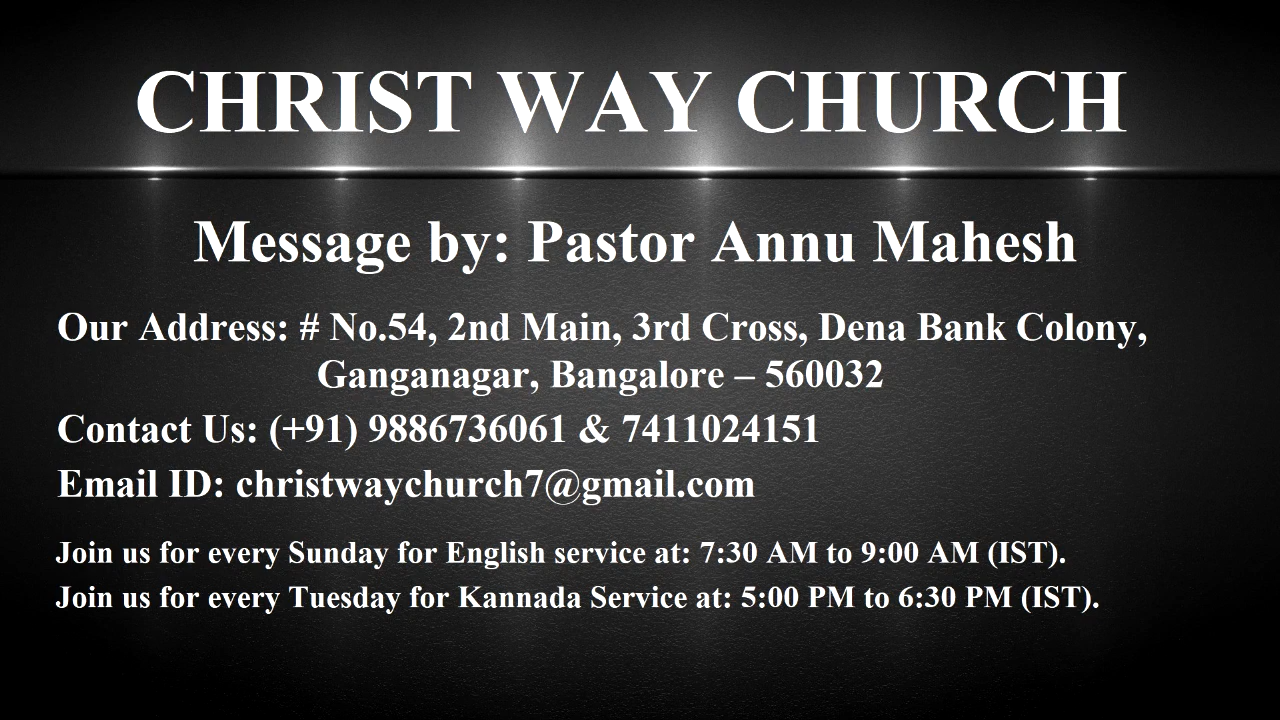 CHRIST WAY CHURCH
Message by: Pastor Annu Mahesh
Our Address: # No.54, 2nd Main, 3rd Cross, Dena Bank Colony,
Ganganagar, Bangalore – 560032
Contact Us: (+91) 9886736061 & 7411024151
Email ID: christwaychurch7@gmail.com
Join us for every Sunday for English service at: 7:30 AM to 9:00 AM (IST).
Join us for every Tuesday for Kannada Service at: 5:00 PM to 6:30 PM (IST).